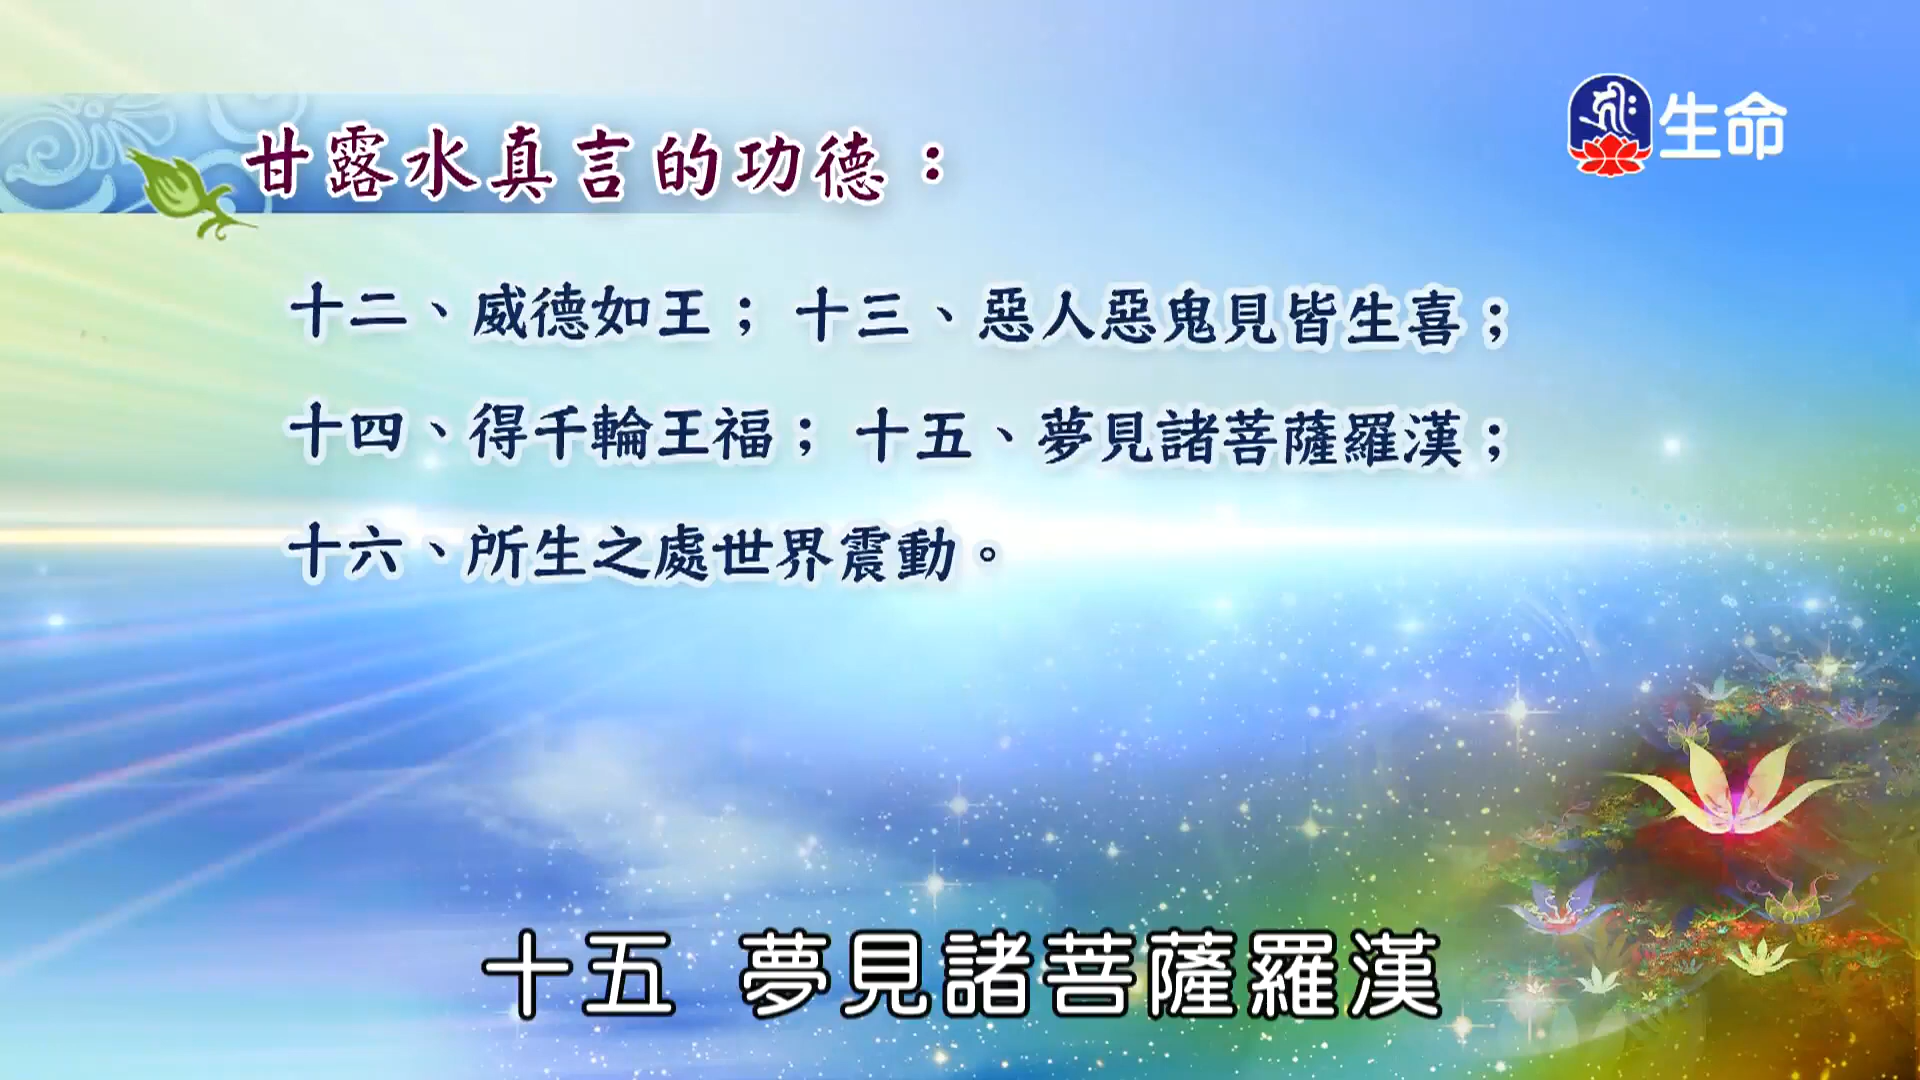 生命
甘露水真言的功德：
十二、威德如王； 十三、惡人惡鬼見皆生喜；
十四、得千輪王福； 十五、夢見諸菩薩羅漢；
十六、所生之處世界震動。
十五 夢見諸菩薩羅漢